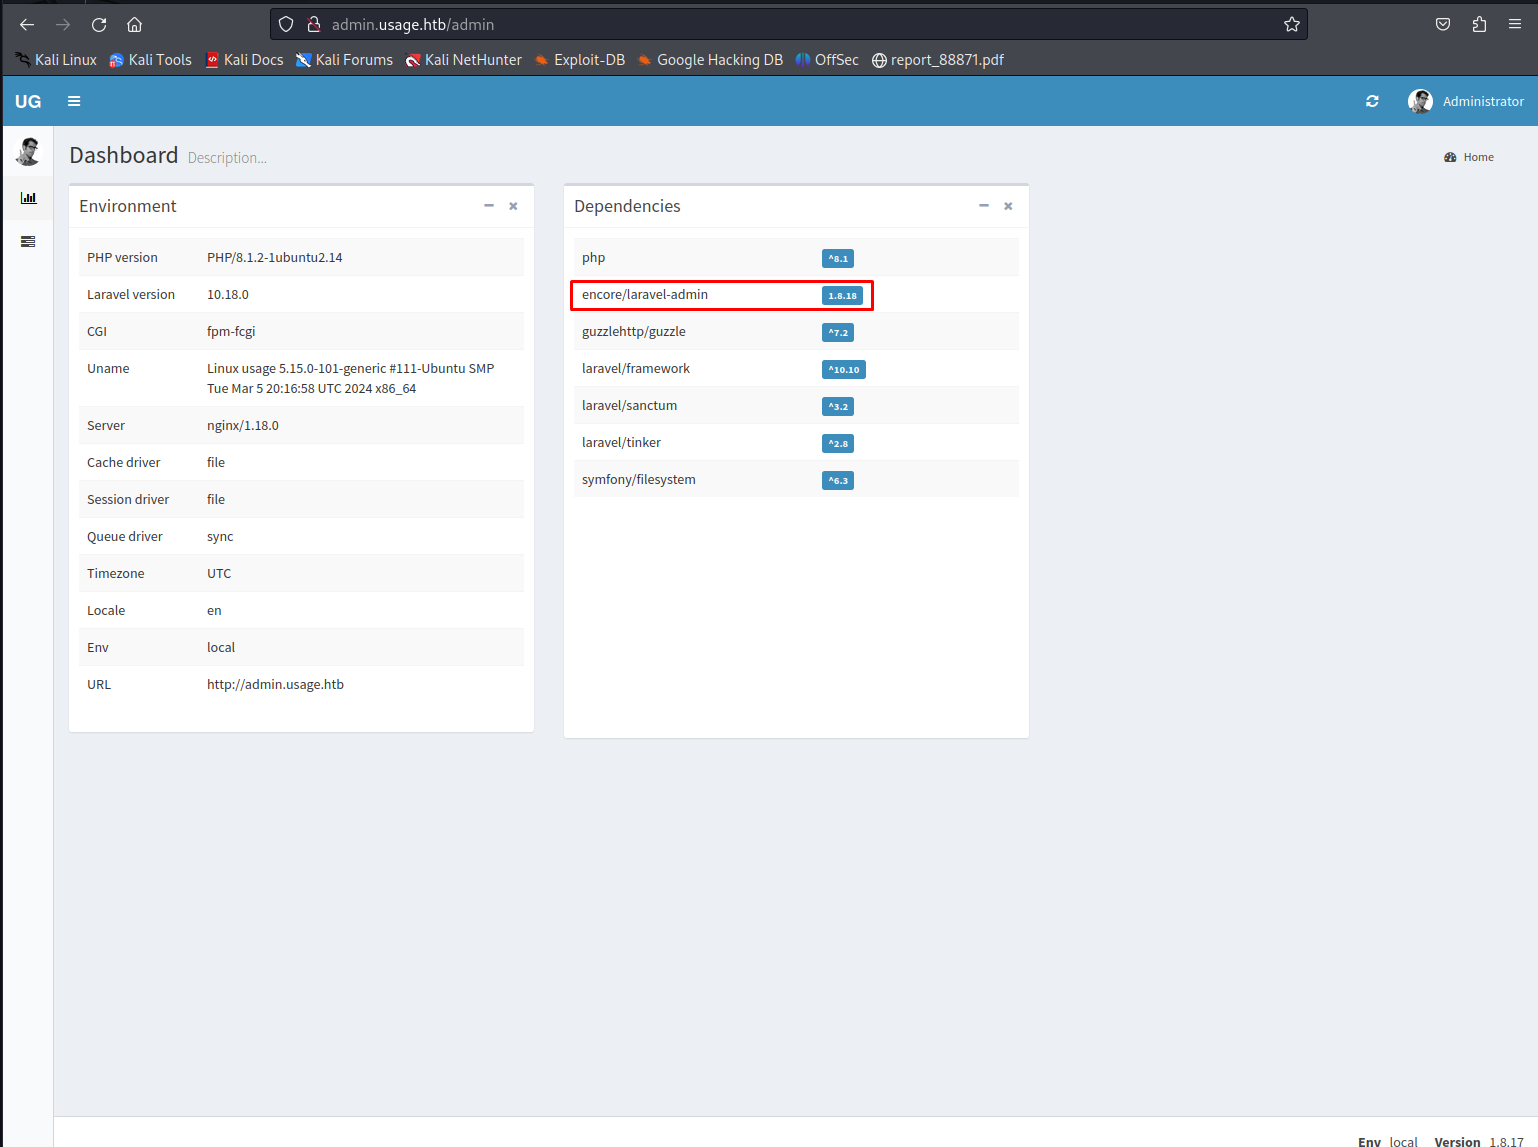 admin.usage.htb/admin
Kali Linux Kali Tools Kali Docs Kali Forums Kali NetHunter Exploit-DB Google Hacking DB OffSec report_88871.pdf
UG Administrator
Dashboard Description... Home
Environment
PHP version PHP/8.1.2-1ubuntu2.14
Laravel version 10.18.0
CGI fpm-fcgi
Uname Linux usage 5.15.0-101-generic #111-Ubuntu SMP
Tue Mar 5 20:16:58 UTC 2024 x86_64
Server nginx/1.18.0
Cache driver file
Session driver file
Queue driver sync
Timezone UTC
Locale en
Env local
URL http://admin.usage.htb
Dependencies
php ^8.1
encore/laravel-admin 1.8.18
guzzlehttp/guzzle ^7.2
laravel/framework ^10.10
laravel/sanctum ^3.2
laravel/tinker ^2.8
symfony/filesystem ^6.3
Env local Version 1.8.17